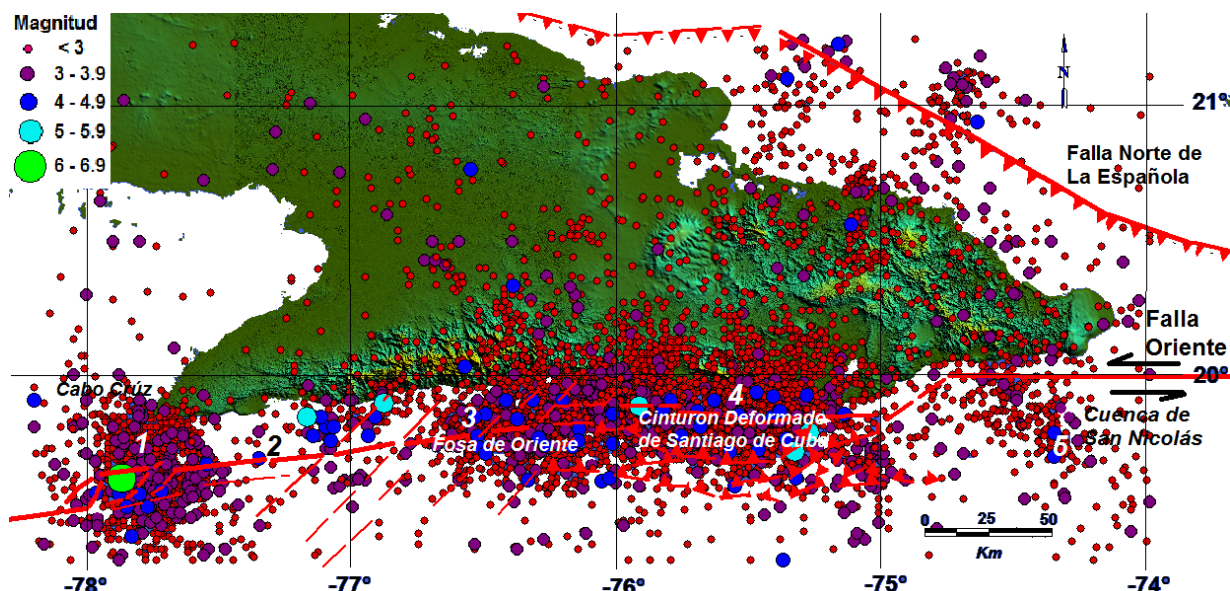 Magnitud
< 3
3 - 3.9
4 - 4.9
5 - 5.9
6 - 6.9
N
21°
Falla Norte de
La Española
Falla
Oriente
20°
Cabo Crúz
1
2
3
Fosa de Oriente
4
Cinturon Deformado
de Santiago de Cuba
Cuenca de
San Nicolás
5
0 25 50
Km
-78° -77° -76° -75° -74°